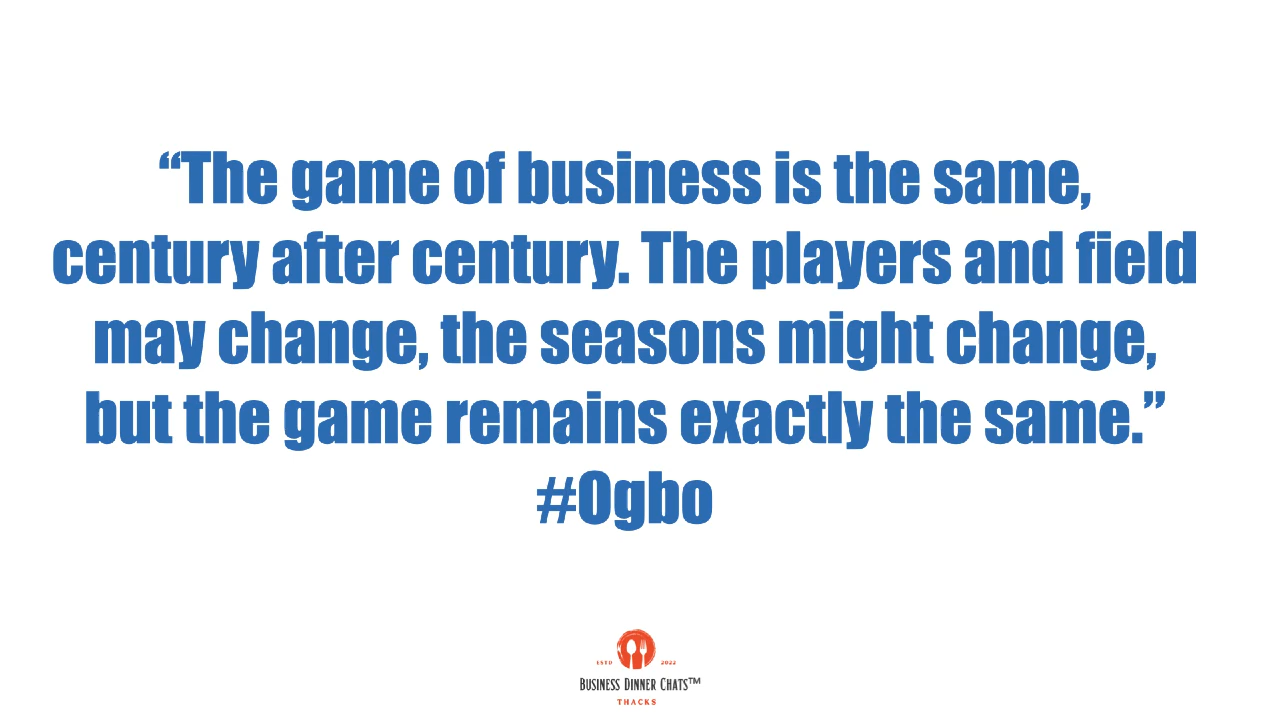 “The game of business is the same,
century after century. The players and field
may change, the seasons might change,
but the game remains exactly the same.”
#Ogbo
ESTD 2022
BUSINESS DINNER CHATS™
THACKS